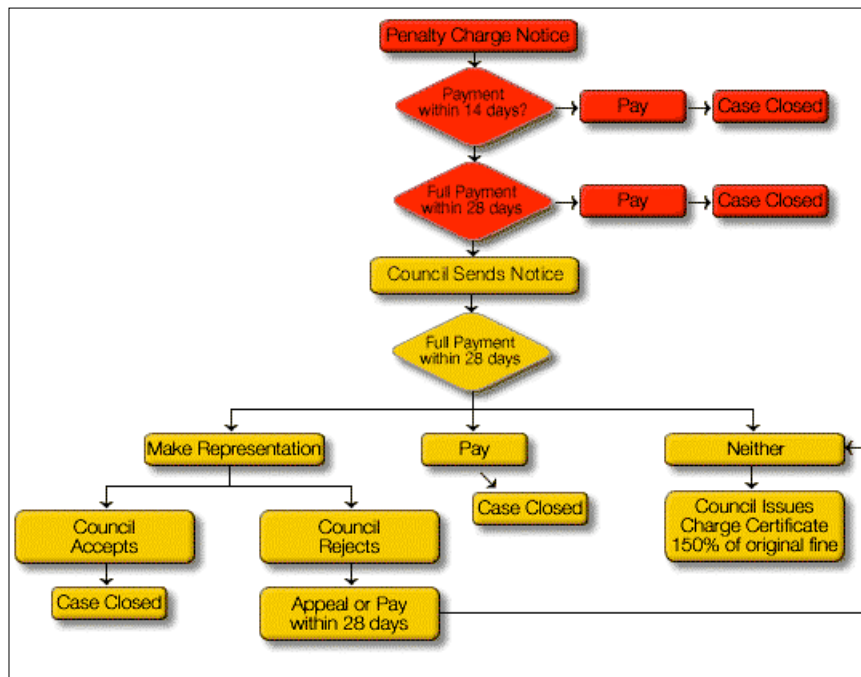 Penalty Charge Notice
Payment
within 14 days?
Pay
Case Closed
Full Payment
within 28 days
Pay
Case Closed
Council Sends Notice
Full Payment
within 28 days
Make Representation
Pay
Neither
Case Closed
Council Issues
Charge Certificate
150% of original fine
Council
Accepts
Council
Rejects
Case Closed
Appeal or Pay
within 28 days